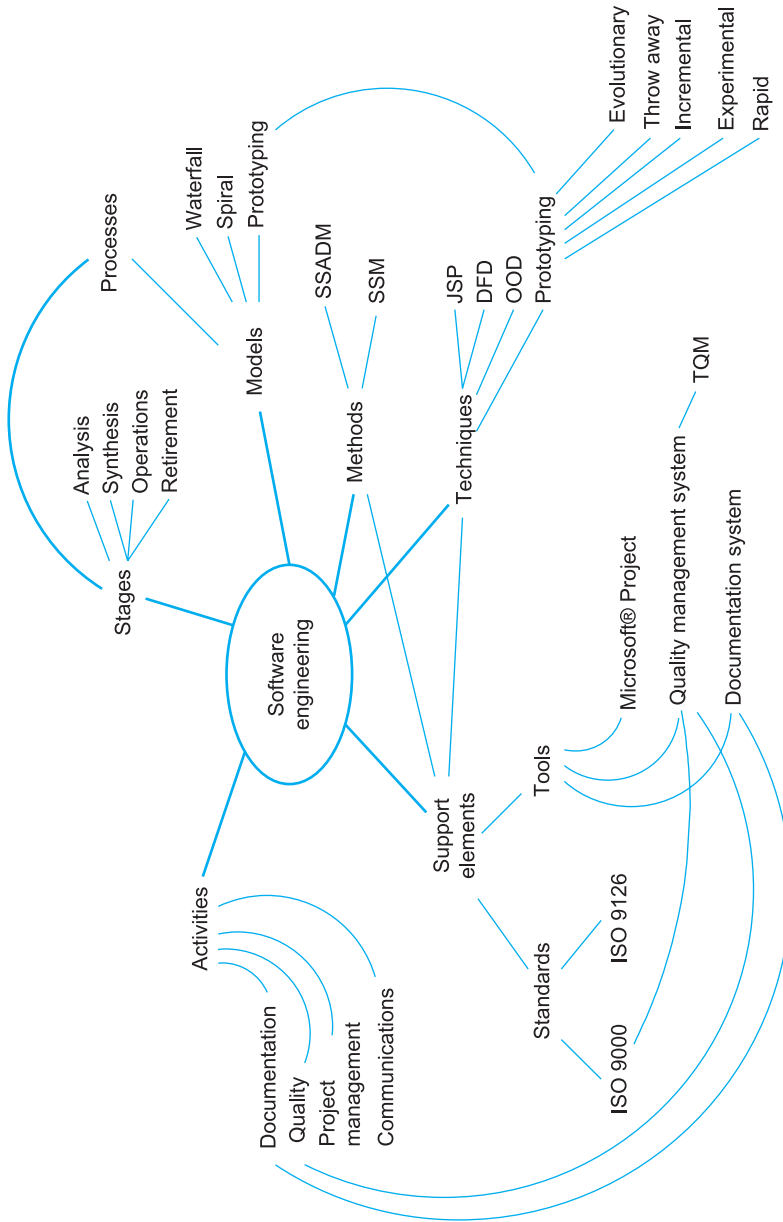 Software
engineering
Stages
Analysis
Synthesis
Operations
Retirement
Processes
Models
Waterfall
Spiral
Prototyping
Methods
SSADM
SSM
Techniques
JSP
DFD
OOD
Prototyping
Evolutionary
Throw away
Incremental
Experimental
Rapid
Activities
Documentation
Quality
Project
management
Communications
Support
elements
Standards
ISO 9000
ISO 9126
Tools
Microsoft® Project
Quality management system
TQM
Documentation system